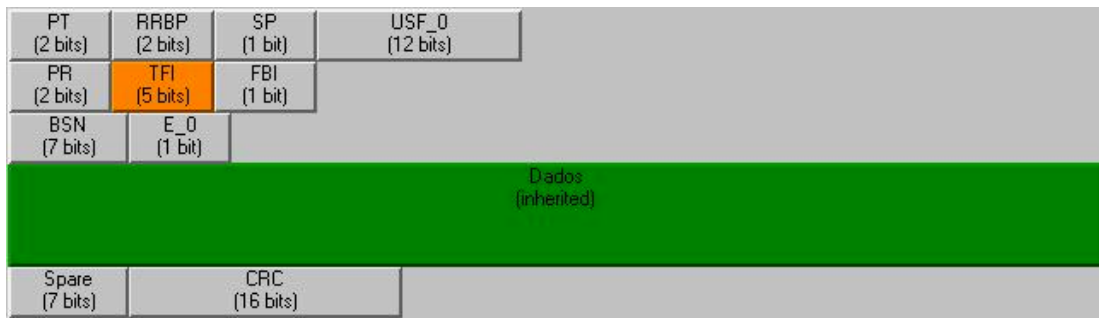 PT RRBP SP USF_0
(2 bits) (2 bits) (1 bit) (12 bits)
PR TFI FBI
(2 bits) (5 bits) (1 bit)
BSN E_0
(7 bits) (1 bit)
Dados
(inherited)
Spare CRC
(7 bits) (16 bits)